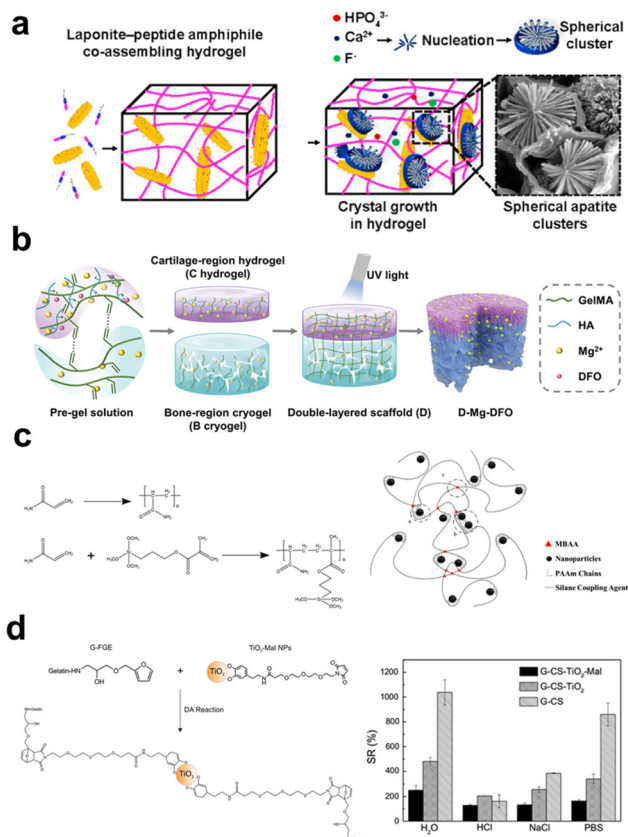 a
Laponite–peptide amphiphile
co-assembling hydrogel
HPO₄³⁻
Ca²⁺
F⁻
Nucleation
Spherical
cluster
Crystal growth
in hydrogel
Spherical apatite
clusters
b
Cartilage-region hydrogel
(C hydrogel)
UV light
GelMA
HA
Mg²⁺
DFO
Pre-gel solution
Bone-region cryogel
(B cryogel)
Double-layered scaffold (D)
D-Mg-DFO
c
MBAA
Nanoparticles
PAAm Chains
Silane Coupling Agent
d
G-FGE
TiO₂-Mal NPs
Gelatin-HN
OH
+
TiO₂
DA Reaction
Gelatin-HN
TiO₂
SR (%)
1200
1000
800
600
400
200
0
G-CS-TiO₂-Mal
G-CS-TiO₂
G-CS
H₂O
HCl
NaCl
PBS